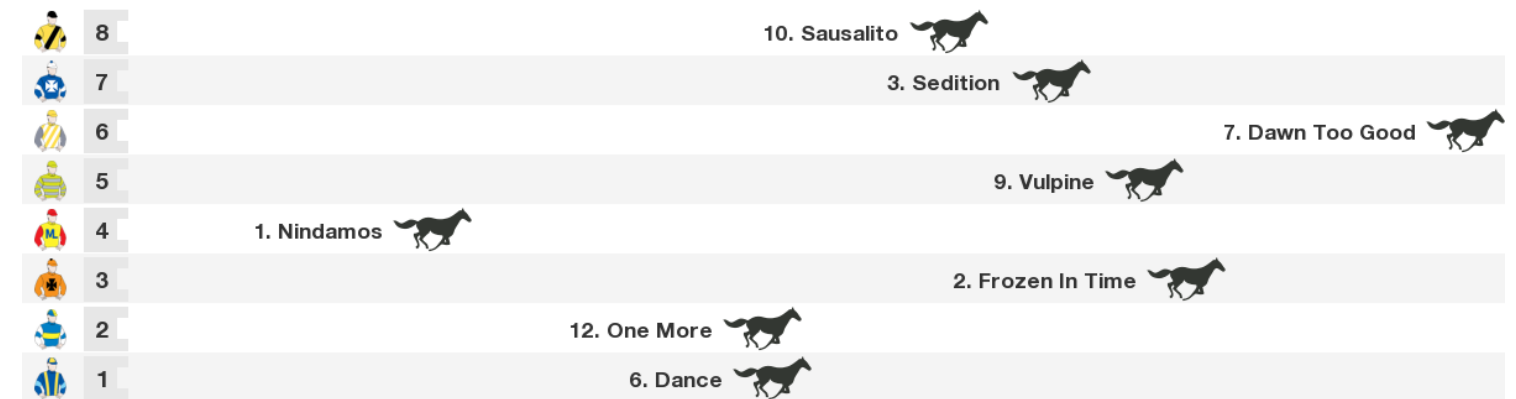 8 10. Sausalito
7 3. Sedition
6 7. Dawn Too Good
5 9. Vulpine
ML 4 1. Nindamos
3 2. Frozen In Time
2 12. One More
1 6. Dance